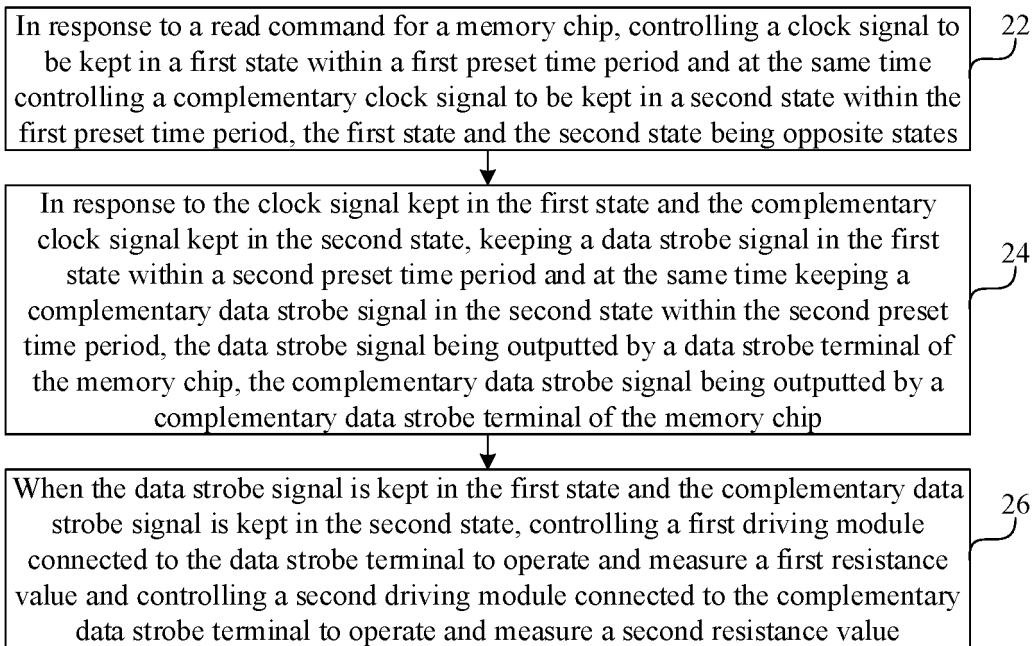 In response to a read command for a memory chip, controlling a clock signal to
be kept in a first state within a first preset time period and at the same time
controlling a complementary clock signal to be kept in a second state within the
first preset time period, the first state and the second state being opposite states
22
In response to the clock signal kept in the first state and the complementary
clock signal kept in the second state, keeping a data strobe signal in the first
state within a second preset time period and at the same time keeping a
complementary data strobe signal in the second state within the second preset
time period, the data strobe signal being outputted by a data strobe terminal of
the memory chip, the complementary data strobe signal being outputted by a
complementary data strobe terminal of the memory chip
24
When the data strobe signal is kept in the first state and the complementary data
strobe signal is kept in the second state, controlling a first driving module
connected to the data strobe terminal to operate and measure a first resistance
value and controlling a second driving module connected to the complementary
data strobe terminal to operate and measure a second resistance value
26